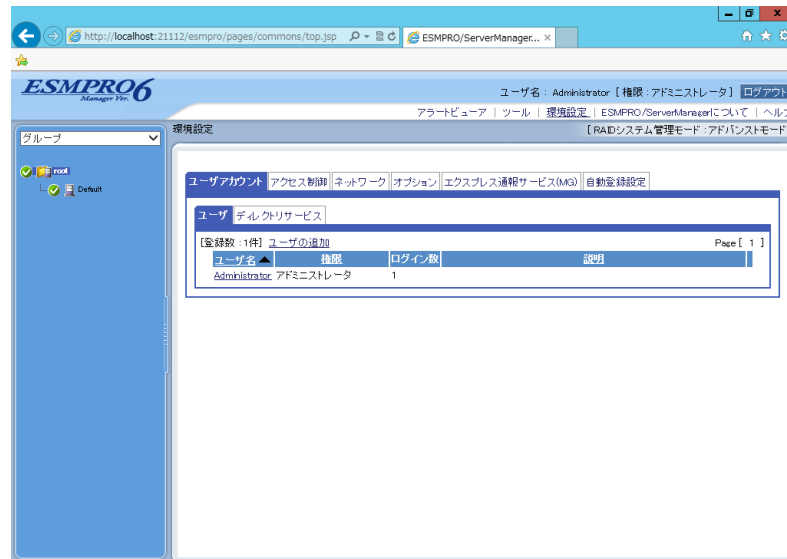 http://localhost:21112/esmpro/pages/commons/top.jsp
ESMPRO/ServerManager...
ESMPRO6
Manager Ver.
ユーザ名 : Administrator [ 権限 : アドミニストレータ ] ログアウト
アラートビューア | ツール | 環境設定 | ESMPRO/ServerManagerについて | ヘルプ
グループ
環境設定
[ RAIDシステム管理モード : アドバンストモード
root
Default
ユーザアカウント アクセス制御 ネットワーク オプション エクスプレス通報サービス(MG) 自動登録設定
ユーザ ディレクトリサービス
[登録数 : 1件] ユーザの追加 Page [ 1 ]
ユーザ名▲ 権限 ログイン数 説明
Administrator アドミニストレータ 1